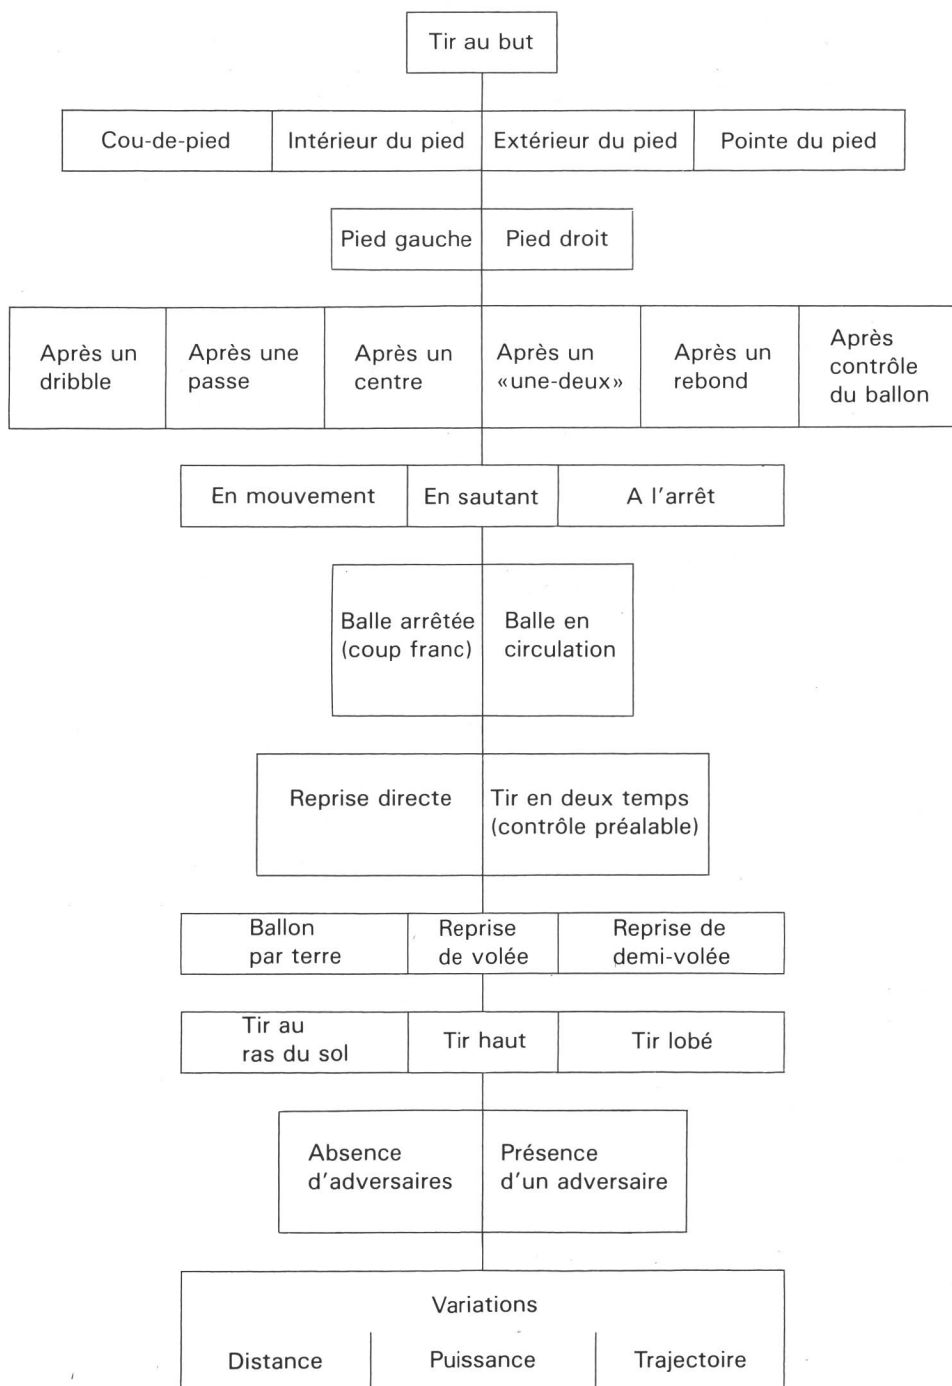 Tir au but
Cou-de-pied
Intérieur du pied
Extérieur du pied
Pointe du pied
Pied gauche
Pied droit
Après un
dribble
Après une
passe
Après un
centre
Après un
«une-deux»
Après un
rebond
Après
contrôle
du ballon
En mouvement
En sautant
A l'arrêt
Balle arrêtée
(coup franc)
Balle en
circulation
Reprise directe
Tir en deux temps
(contrôle préalable)
Ballon
par terre
Reprise
de volée
Reprise de
demi-volée
Tir au
ras du sol
Tir haut
Tir lobé
Absence
d'adversaires
Présence
d'un adversaire
Variations
Distance
Puissance
Trajectoire